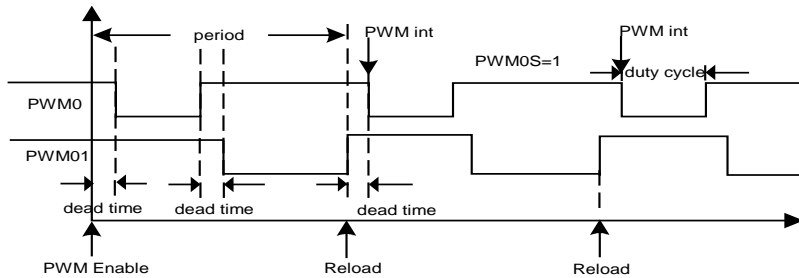 period
PWM int
PWM int
PWM0S=1
duty cycle
PWM0
PWM01
dead time
dead time
dead time
PWM Enable
Reload
Reload